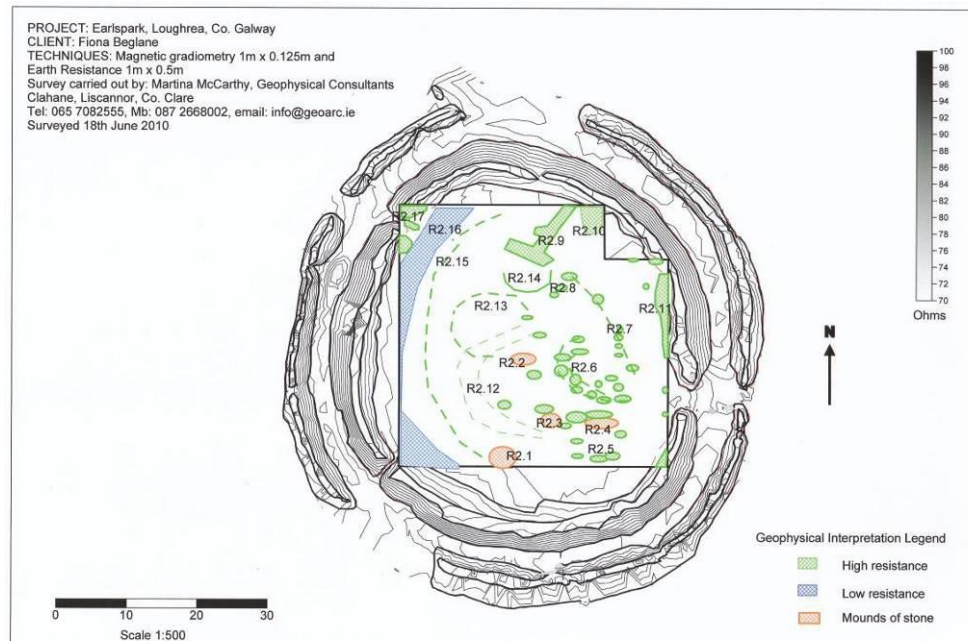 PROJECT: Earlspark, Loughrea, Co. Galway
CLIENT: Fiona Beglane
TECHNIQUES: Magnetic gradiometry 1m x 0.125m and
Earth Resistance 1m x 0.5m
Survey carried out by: Martina McCarthy, Geophysical Consultants
Clahane, Liscannor, Co. Clare
Tel: 065 7082555, Mb: 087 2668002, email: info@geoarc.ie
Surveyed 18th June 2010
100
98
96
94
92
90
88
86
84
82
80
78
76
74
72
70
Ohms
N
R2.17
R2.16
R2.15
R2.9
R2.10
R2.14
R2.8
R2.13
R2.11
R2.7
R2.2
R2.6
R2.12
R2.3
R2.4
R2.5
R2.1
Geophysical Interpretation Legend
High resistance
Low resistance
Mounds of stone
0 10 20 30
Scale 1:500